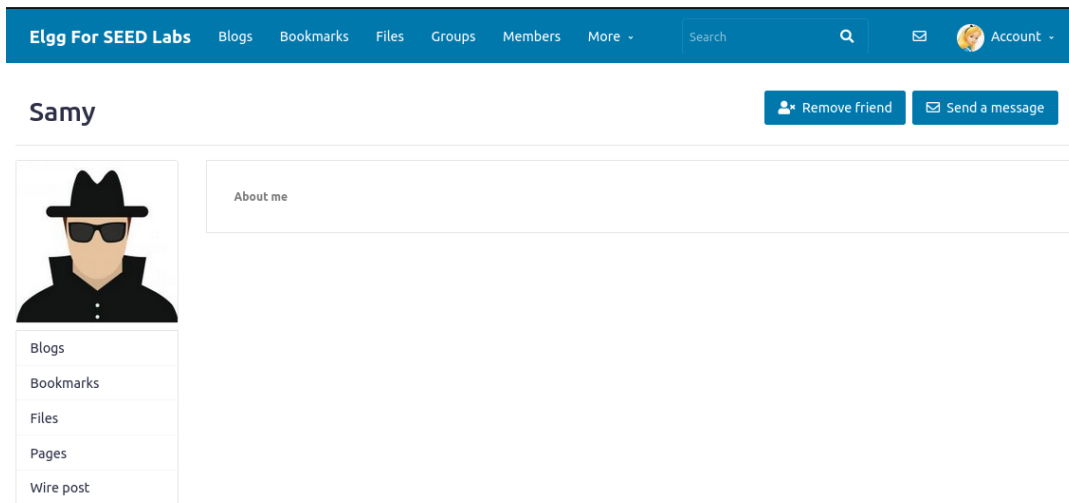 Elgg For SEED Labs Blogs Bookmarks Files Groups Members More Search Account
Samy Remove friend Send a message
About me
Blogs
Bookmarks
Files
Pages
Wire post